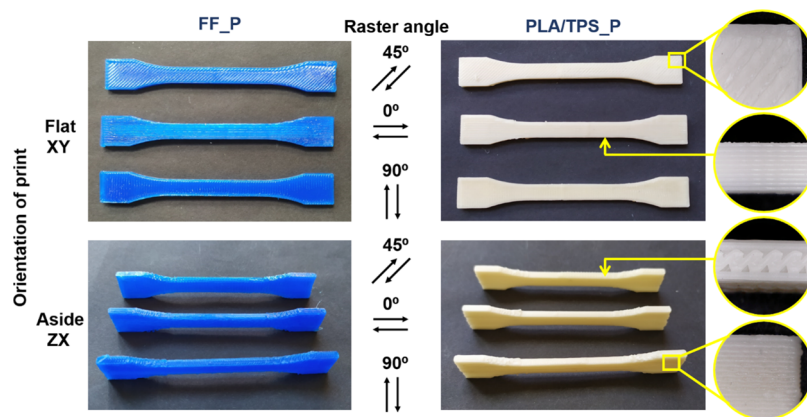 FF_P
Raster angle
PLA/TPS_P
45º
0º
90º
Flat
XY
Orientation of print
45º
0º
90º
Aside
ZX